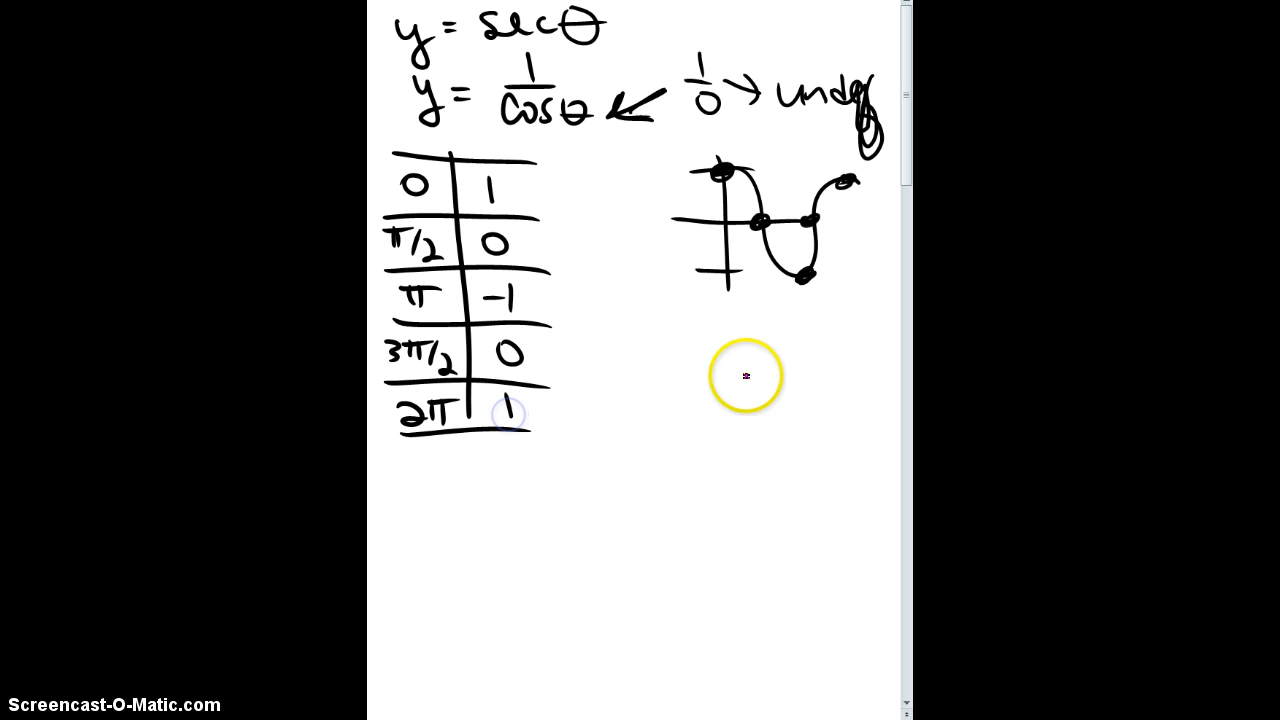 y = secθ
y = 1/cosθ ← 1/0 → undef
0 1
π/2 0
π -1
3π/2 0
2π 1
Screencast-O-Matic.com